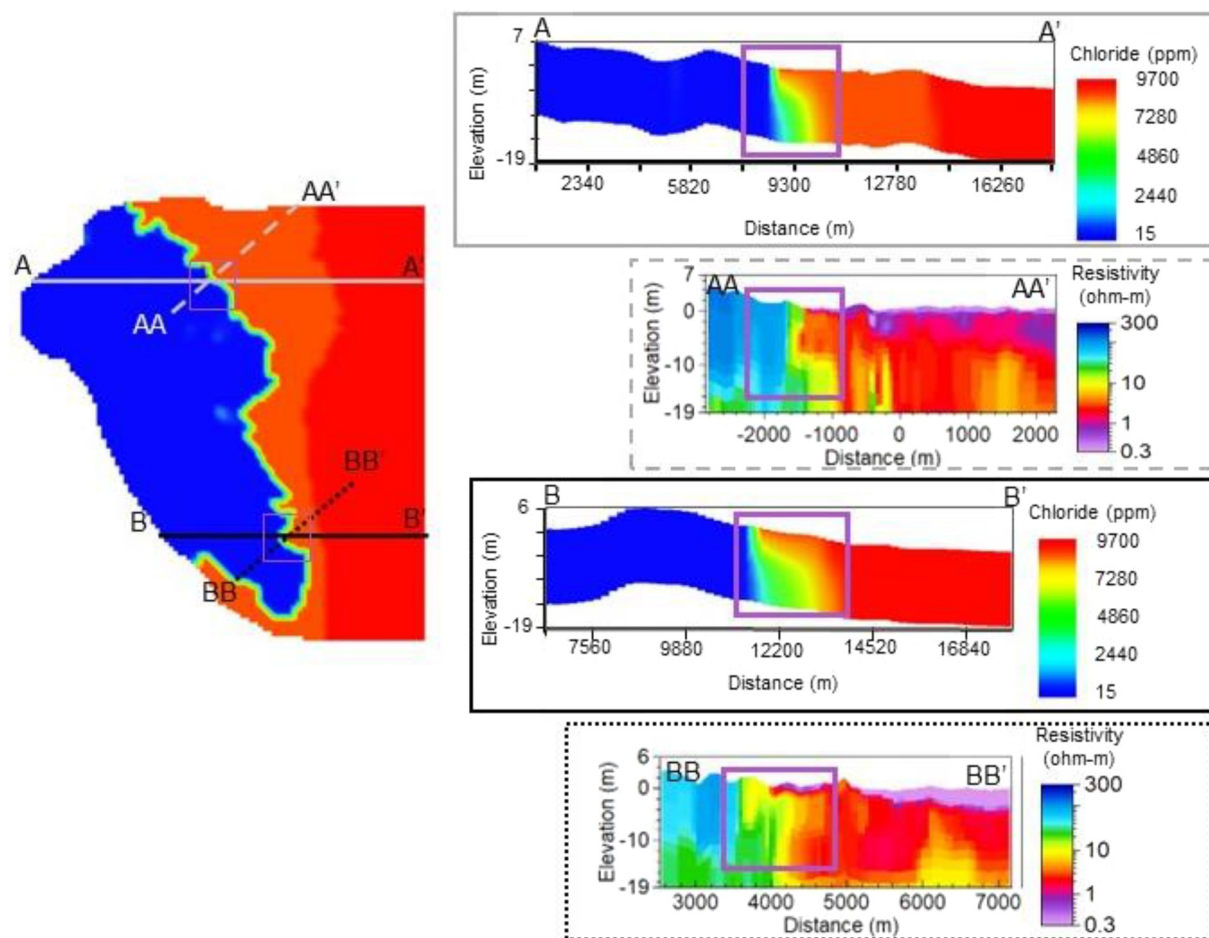 A A'
7
Elevation (m)
-19
2340 5820 9300 12780 16260
Distance (m)
Chloride (ppm)
9700
7280
4860
2440
15
AA'
A A'
AA
BB'
B B'
BB
7
AA AA'
0
Elevation (m)
-10
-19
-2000 -1000 0 1000 2000
Distance (m)
Resistivity
(ohm-m)
300
10
1
0.3
B B'
6
Elevation (m)
-19
7560 9880 12200 14520 16840
Distance (m)
Chloride (ppm)
9700
7280
4860
2440
15
6
BB BB'
0
Elevation (m)
-10
-19
3000 4000 5000 6000 7000
Distance (m)
Resistivity
(ohm-m)
300
10
1
0.3